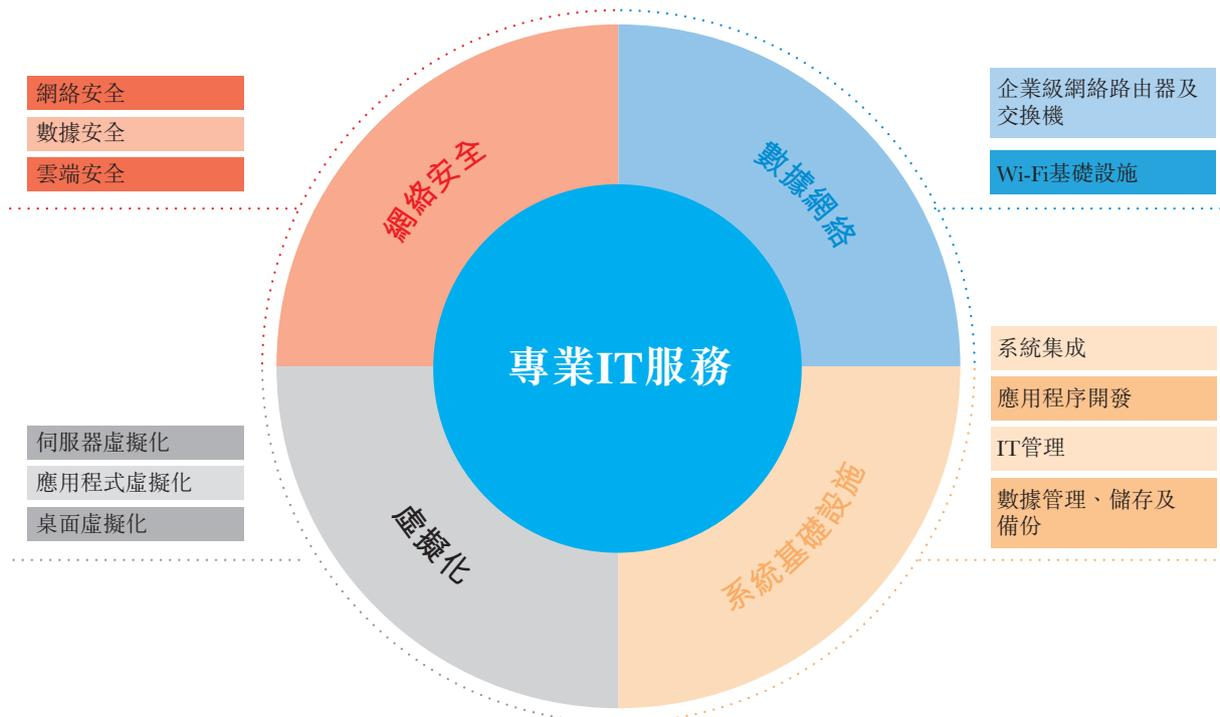 網絡安全
數據安全
雲端安全
企業級網絡路由器及
交換機
Wi-Fi基礎設施
網絡安全
數據網絡
專業IT服務
系統集成
應用程序開發
IT管理
數據管理、儲存及
備份
伺服器虛擬化
應用程式虛擬化
桌面虛擬化
虛擬化
系統基礎設施